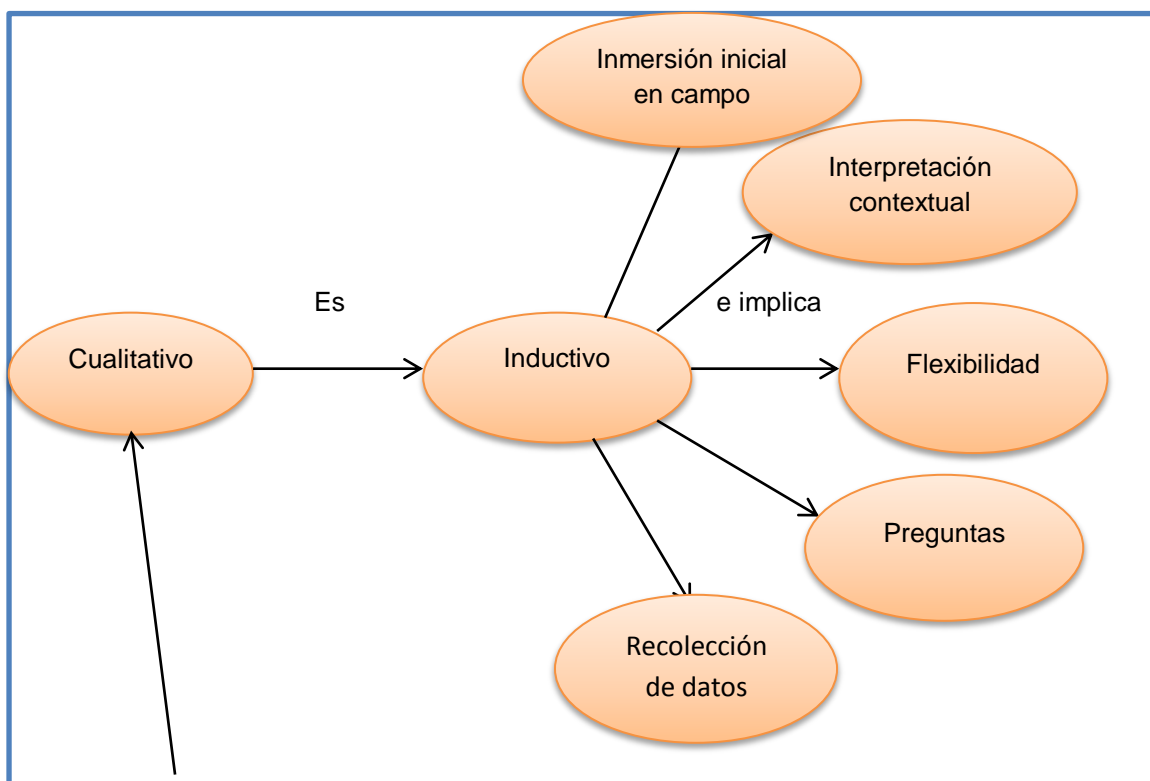 Inmersión inicial
en campo
Interpretación
contextual
Es
e implica
Cualitativo
Inductivo
Flexibilidad
Preguntas
Recolección
de datos